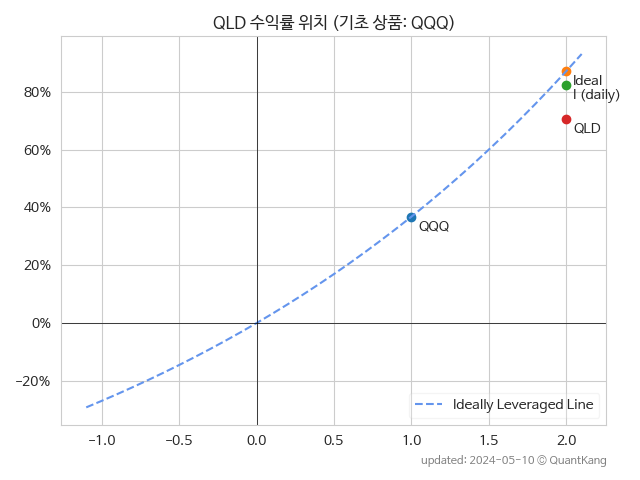 QLD 수익률 위치 (기초 상품: QQQ)
80%
60%
40%
20%
0%
−20%
Ideal
I (daily)
QLD
QQQ
Ideally Leveraged Line
−1.0 −0.5 0.0 0.5 1.0 1.5 2.0
updated: 2024-05-10 © QuantKang